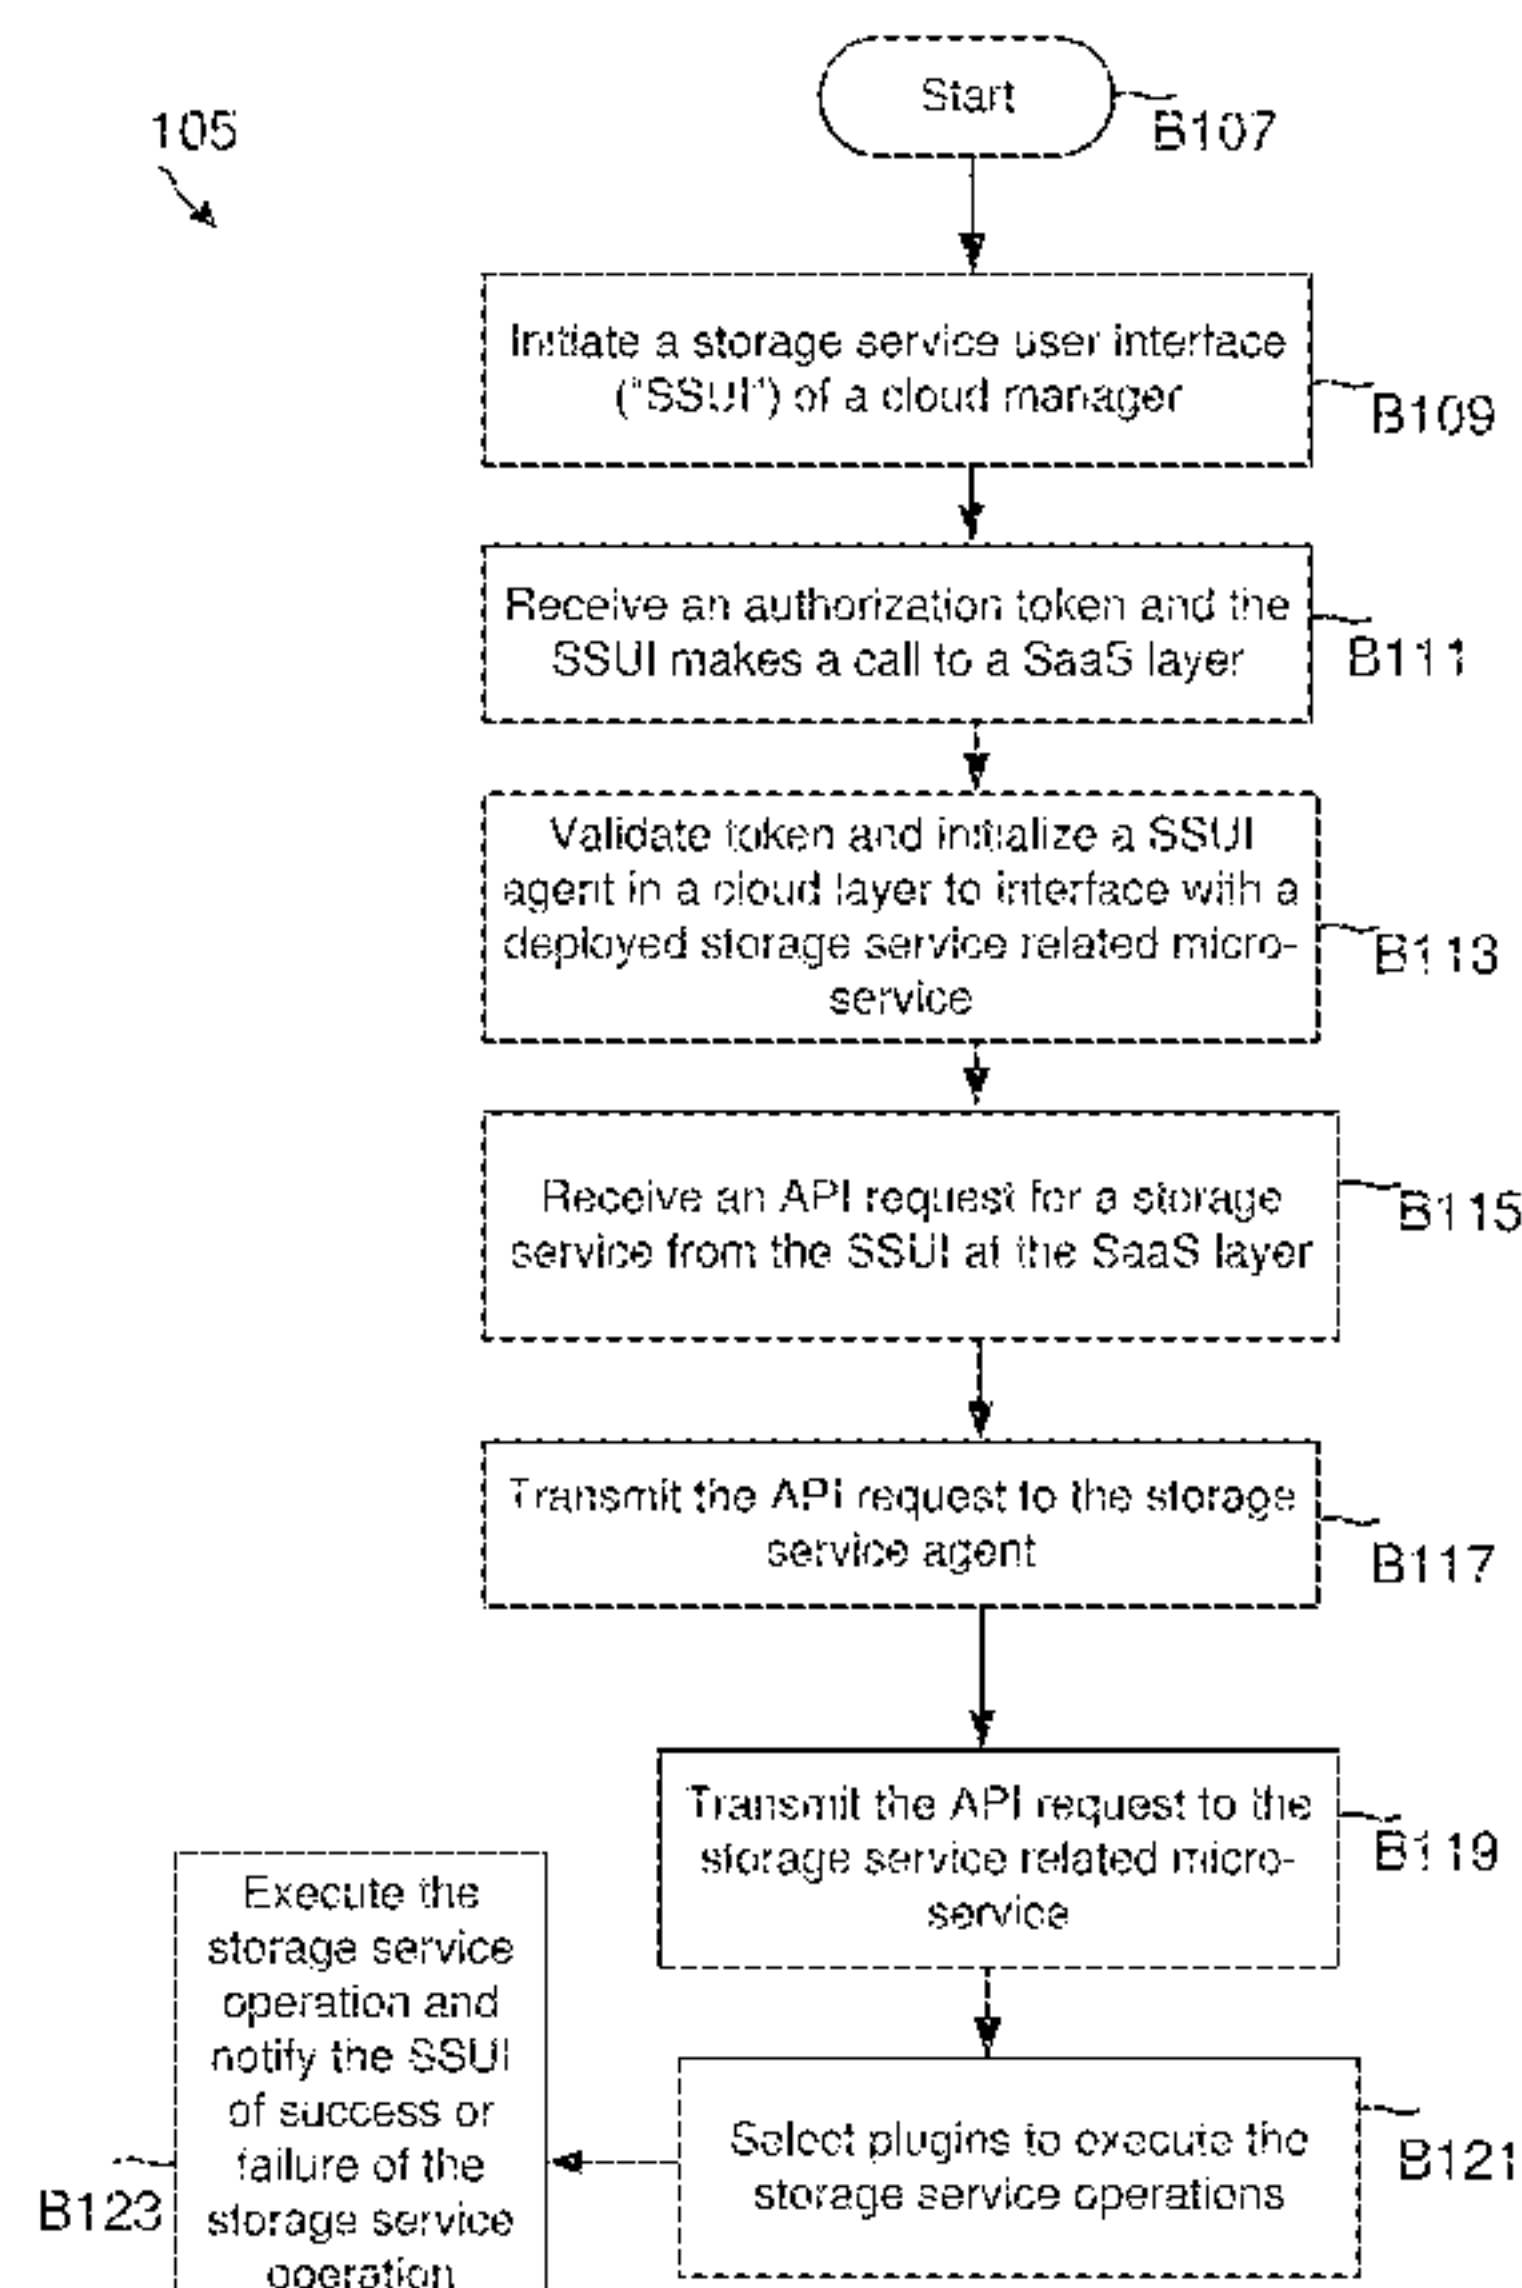 105
Start
B107
Initiate a storage service user interface
("SSUI") of a cloud manager
B109
Receive an authorization token and the
SSUI makes a call to a SaaS layer
B111
Validate token and initialize a SSUI
agent in a cloud layer to interface with a
deployed storage service related micro-
service
B113
Receive an API request for a storage
service from the SSUI at the SaaS layer
B115
Transmit the API request to the storage
service agent
B117
Transmit the API request to the
storage service related micro-
service
B119
Select plugins to execute the
storage service operations
B121
Execute the
storage service
operation and
notify the SSUI
of success or
failure of the
storage service
operation
B123